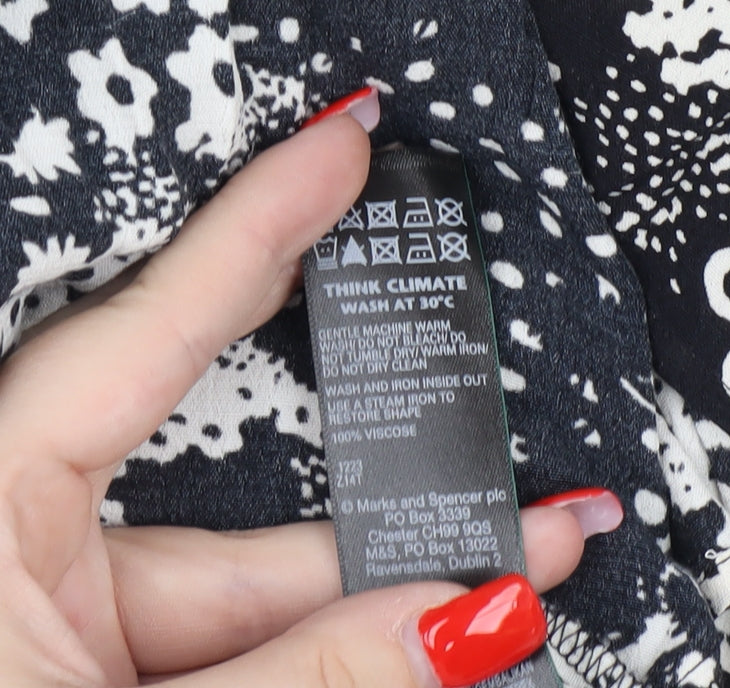 THINK CLIMATE
WASH AT 30°C
GENTLE MACHINE WARM
WASH/ DO NOT BLEACH/ DO
NOT TUMBLE DRY/ WARM IRON/
DO NOT DRY CLEAN
WASH AND IRON INSIDE OUT
USE A STEAM IRON TO
RESTORE SHAPE
100% VISCOSE
1223
Z14T
© Marks and Spencer plc
PO Box 3339
Chester CH99 9QS
M&S, PO Box 13022
Ravensdale, Dublin 2